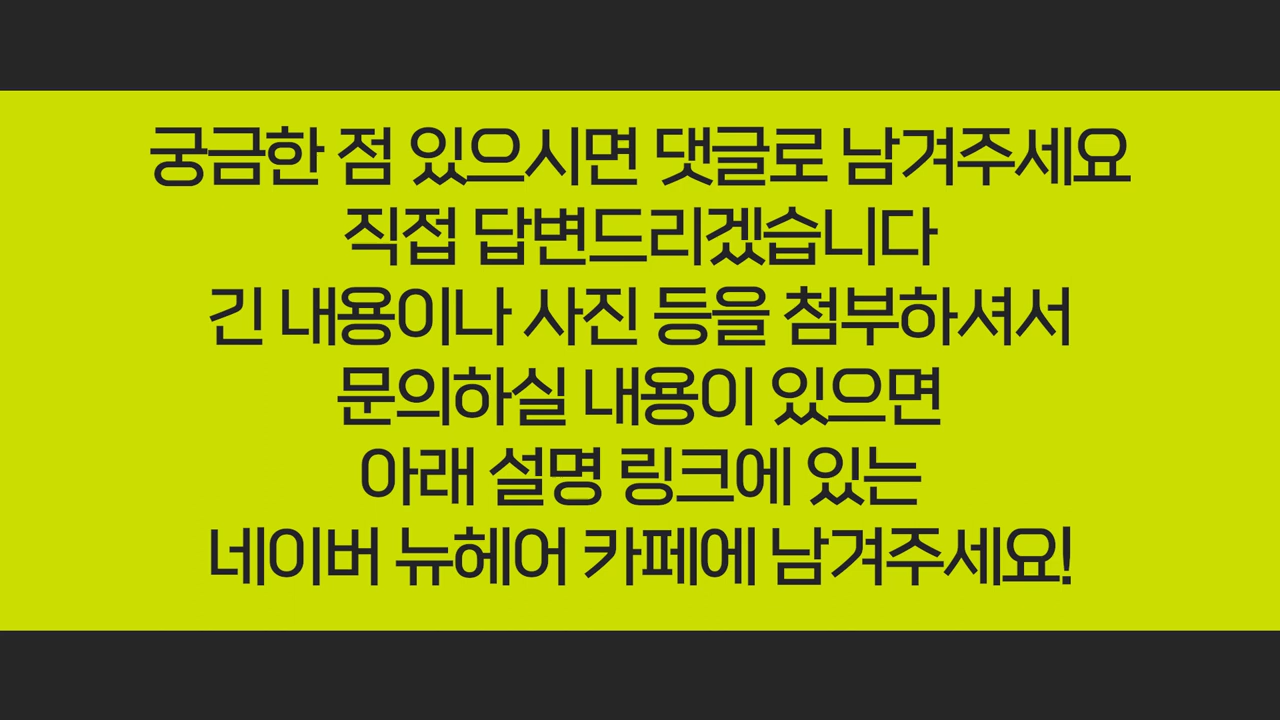 궁금한 점 있으시면 댓글로 남겨주세요
직접 답변드리겠습니다
긴 내용이나 사진 등을 첨부하셔서
문의하실 내용이 있으면
아래 설명 링크에 있는
네이버 뉴헤어 카페에 남겨주세요!